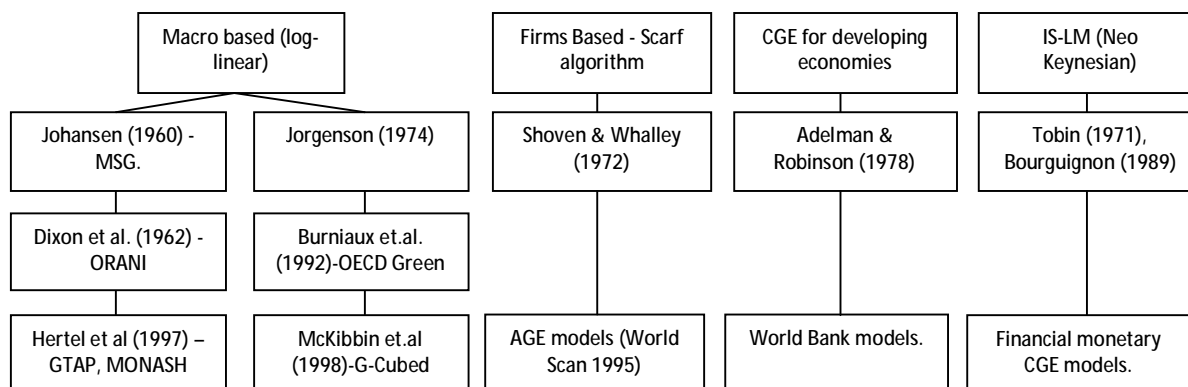 Macro based (log-
linear)
Firms Based - Scarf
algorithm
CGE for developing
economies
IS-LM (Neo
Keynesian)
Johansen (1960) -
MSG.
Jorgenson (1974)
Shoven & Whalley
(1972)
Adelman &
Robinson (1978)
Tobin (1971),
Bourguignon (1989)
Dixon et al. (1962) -
ORANI
Burniaux et.al.
(1992)-OECD Green
Hertel et al (1997) –
GTAP, MONASH
McKibbin et.al
(1998)-G-Cubed
AGE models (World
Scan 1995)
World Bank models.
Financial monetary
CGE models.